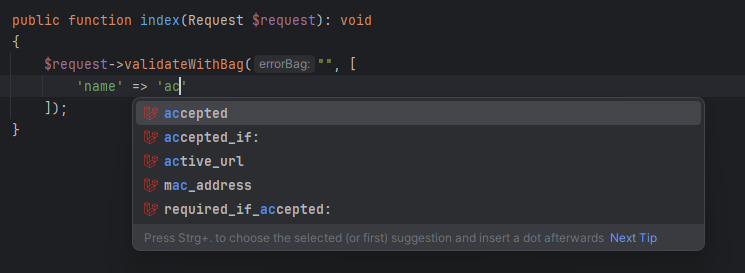 public function index(Request $request): void
{
$request->validateWithBag( errorBag: "", [
'name' => 'ac'
]);
}
accepted
accepted_if:
active_url
mac_address
required_if_accepted:
Press Strg+. to choose the selected (or first) suggestion and insert a dot afterwards Next Tip